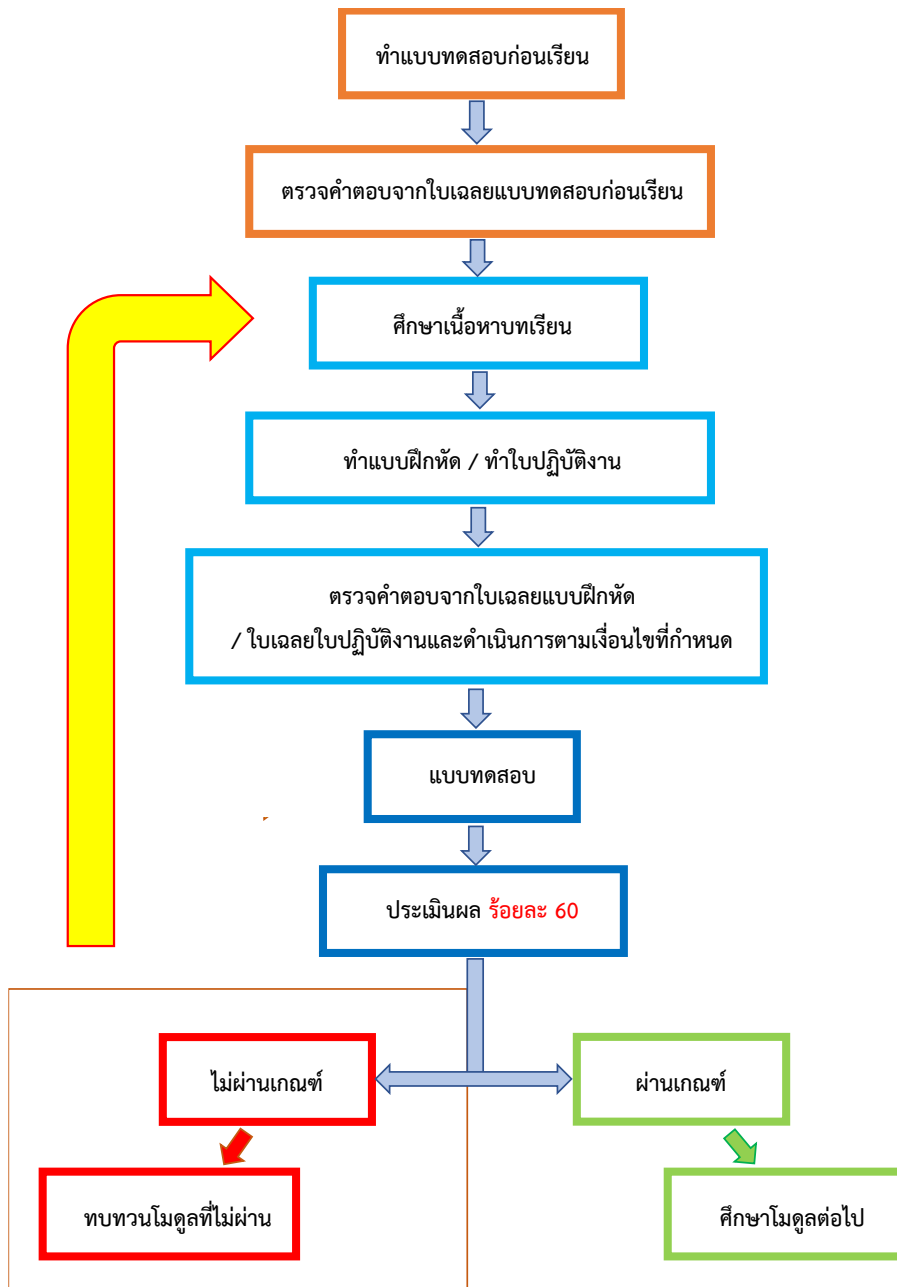 ทำแบบทดสอบก่อนเรียน
ตรวจคำตอบจากใบเฉลยแบบทดสอบก่อนเรียน
ศึกษาเนื้อหาบทเรียน
ทำแบบฝึกหัด / ทำใบปฏิบัติงาน
ตรวจคำตอบจากใบเฉลยแบบฝึกหัด
/ ใบเฉลยใบปฏิบัติงานและดำเนินการตามเงื่อนไขที่กำหนด
แบบทดสอบ
ประเมินผล ร้อยละ 60
ไม่ผ่านเกณฑ์
ผ่านเกณฑ์
ทบทวนโมดูลที่ไม่ผ่าน
ศึกษาโมดูลต่อไป